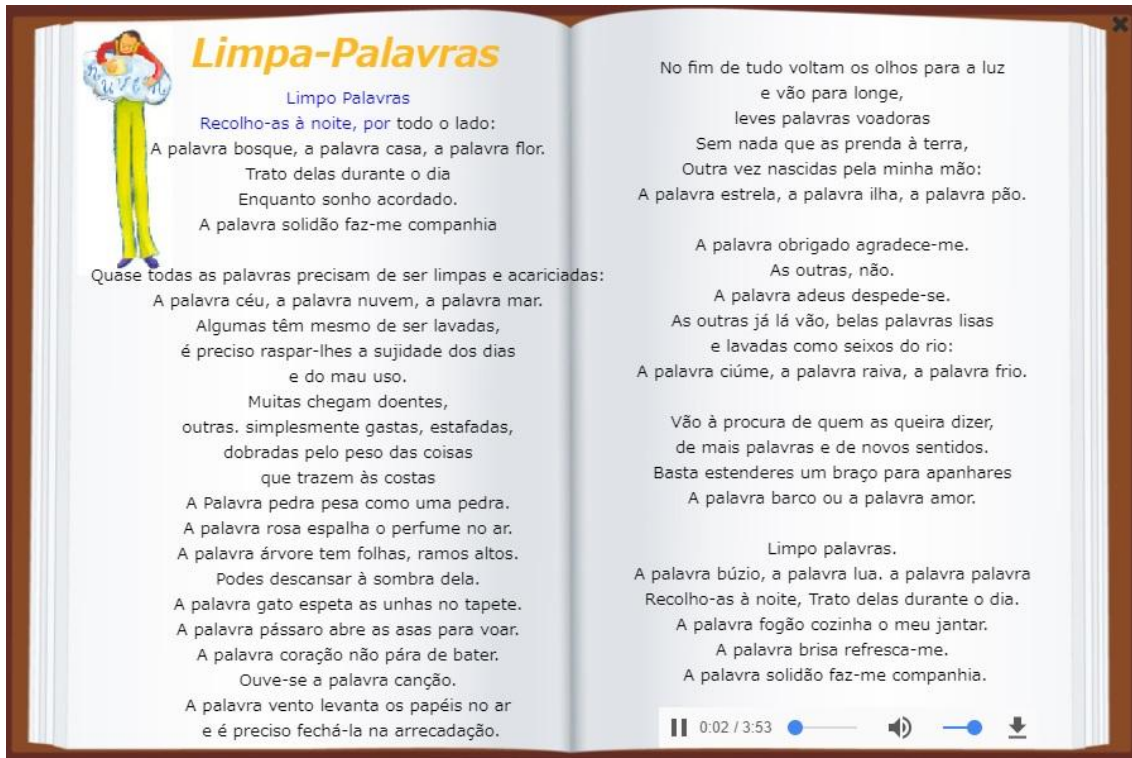 Limpa-Palavras
Limpo Palavras
Recolho-as à noite, por todo o lado:
A palavra bosque, a palavra casa, a palavra flor.
Trato delas durante o dia
Enquanto sonho acordado.
A palavra solidão faz-me companhia
Quase todas as palavras precisam de ser limpas e acariciadas:
A palavra céu, a palavra nuvem, a palavra mar.
Algumas têm mesmo de ser lavadas,
é preciso raspar-lhes a sujidade dos dias
e do mau uso.
Muitas chegam doentes,
outras. simplesmente gastas, estafadas,
dobradas pelo peso das coisas
que trazem às costas
A Palavra pedra pesa como uma pedra.
A palavra rosa espalha o perfume no ar.
A palavra árvore tem folhas, ramos altos.
Podes descansar à sombra dela.
A palavra gato espeta as unhas no tapete.
A palavra pássaro abre as asas para voar.
A palavra coração não pára de bater.
Ouve-se a palavra canção.
A palavra vento levanta os papéis no ar
e é preciso fechá-la na arrecadação.
No fim de tudo voltam os olhos para a luz
e vão para longe,
leves palavras voadoras
Sem nada que as prenda à terra,
Outra vez nascidas pela minha mão:
A palavra estrela, a palavra ilha, a palavra pão.
A palavra obrigado agradece-me.
As outras, não.
A palavra adeus despede-se.
As outras já lá vão, belas palavras lisas
e lavadas como seixos do rio:
A palavra ciúme, a palavra raiva, a palavra frio.
Vão à procura de quem as queira dizer,
de mais palavras e de novos sentidos.
Basta estenderes um braço para apanhares
A palavra barco ou a palavra amor.
Limpo palavras.
A palavra búzio, a palavra lua. a palavra palavra
Recolho-as à noite, Trato delas durante o dia.
A palavra fogão cozinha o meu jantar.
A palavra brisa refresca-me.
A palavra solidão faz-me companhia.
0:02 / 3:53